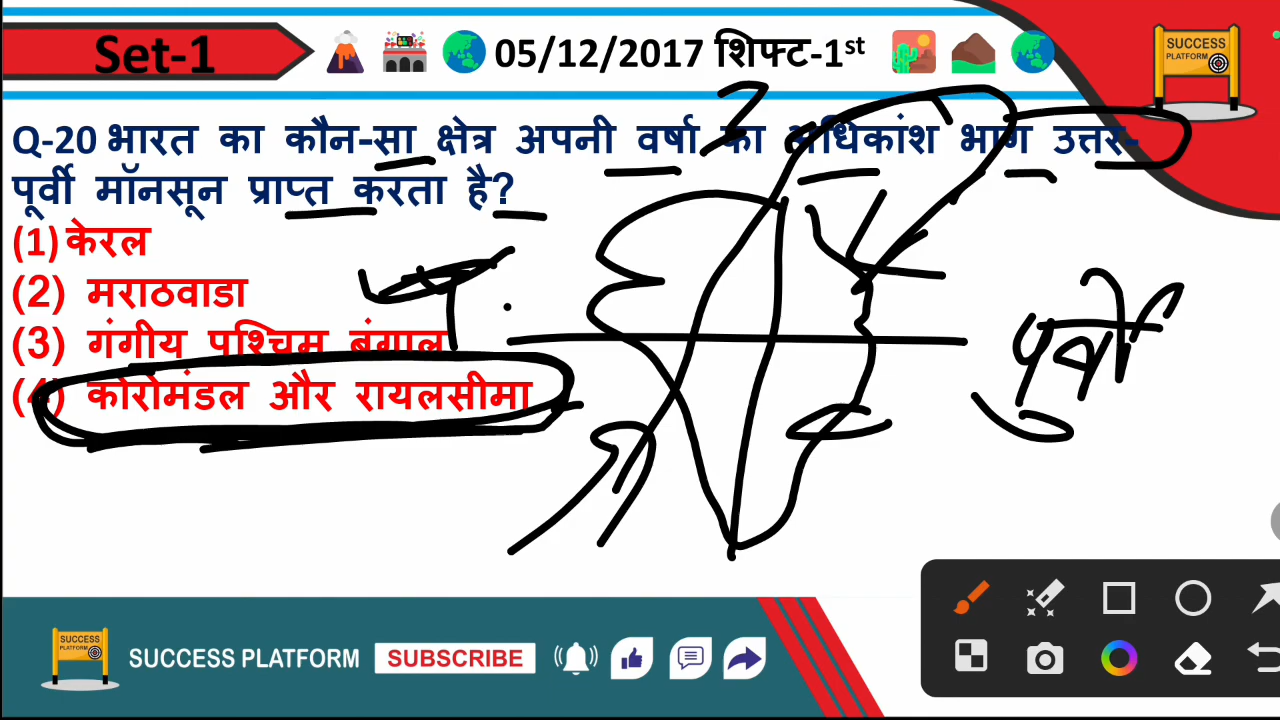 Set-1
05/12/2017 शिफ्ट-1st
SUCCESS
PLATFORM
Q-20 भारत का कौन-सा क्षेत्र अपनी वर्षा का अधिकांश भाग उत्तर-
पूर्वी मॉनसून प्राप्त करता है?
(1) केरल
(2) मराठवाडा
(3) गंगीय पश्चिम बंगाल
(4) कोरोमंडल और रायलसीमा
SUCCESS
PLATFORM
SUCCESS PLATFORM
SUBSCRIBE